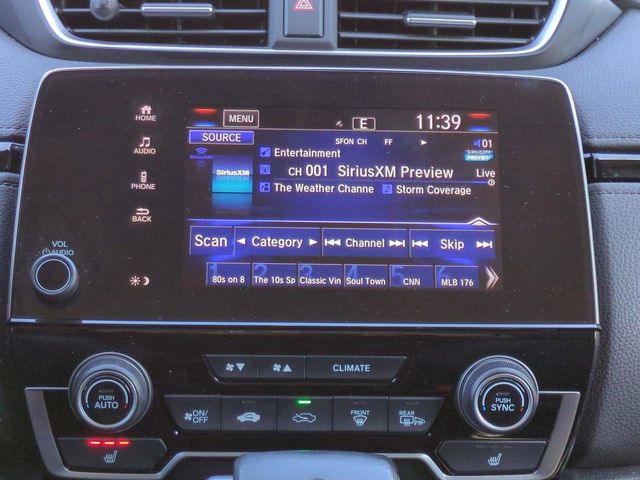 MENU E 11:39
HOME
SOURCE SFON CH FF 01
AUDIO SiriusXM Entertainment SIRIUSXM PREVIEW
SiriusXM CH 001 SiriusXM Preview Live
PHONE The Weather Channe Storm Coverage
BACK
Scan Category Channel Skip
VOL
AUDIO
1 2 3 4 5 6
80s on 8 The 10s Sp Classic Vin Soul Town CNN MLB 176
CLIMATE
PUSH AUTO ON/OFF FRONT REAR PUSH SYNC